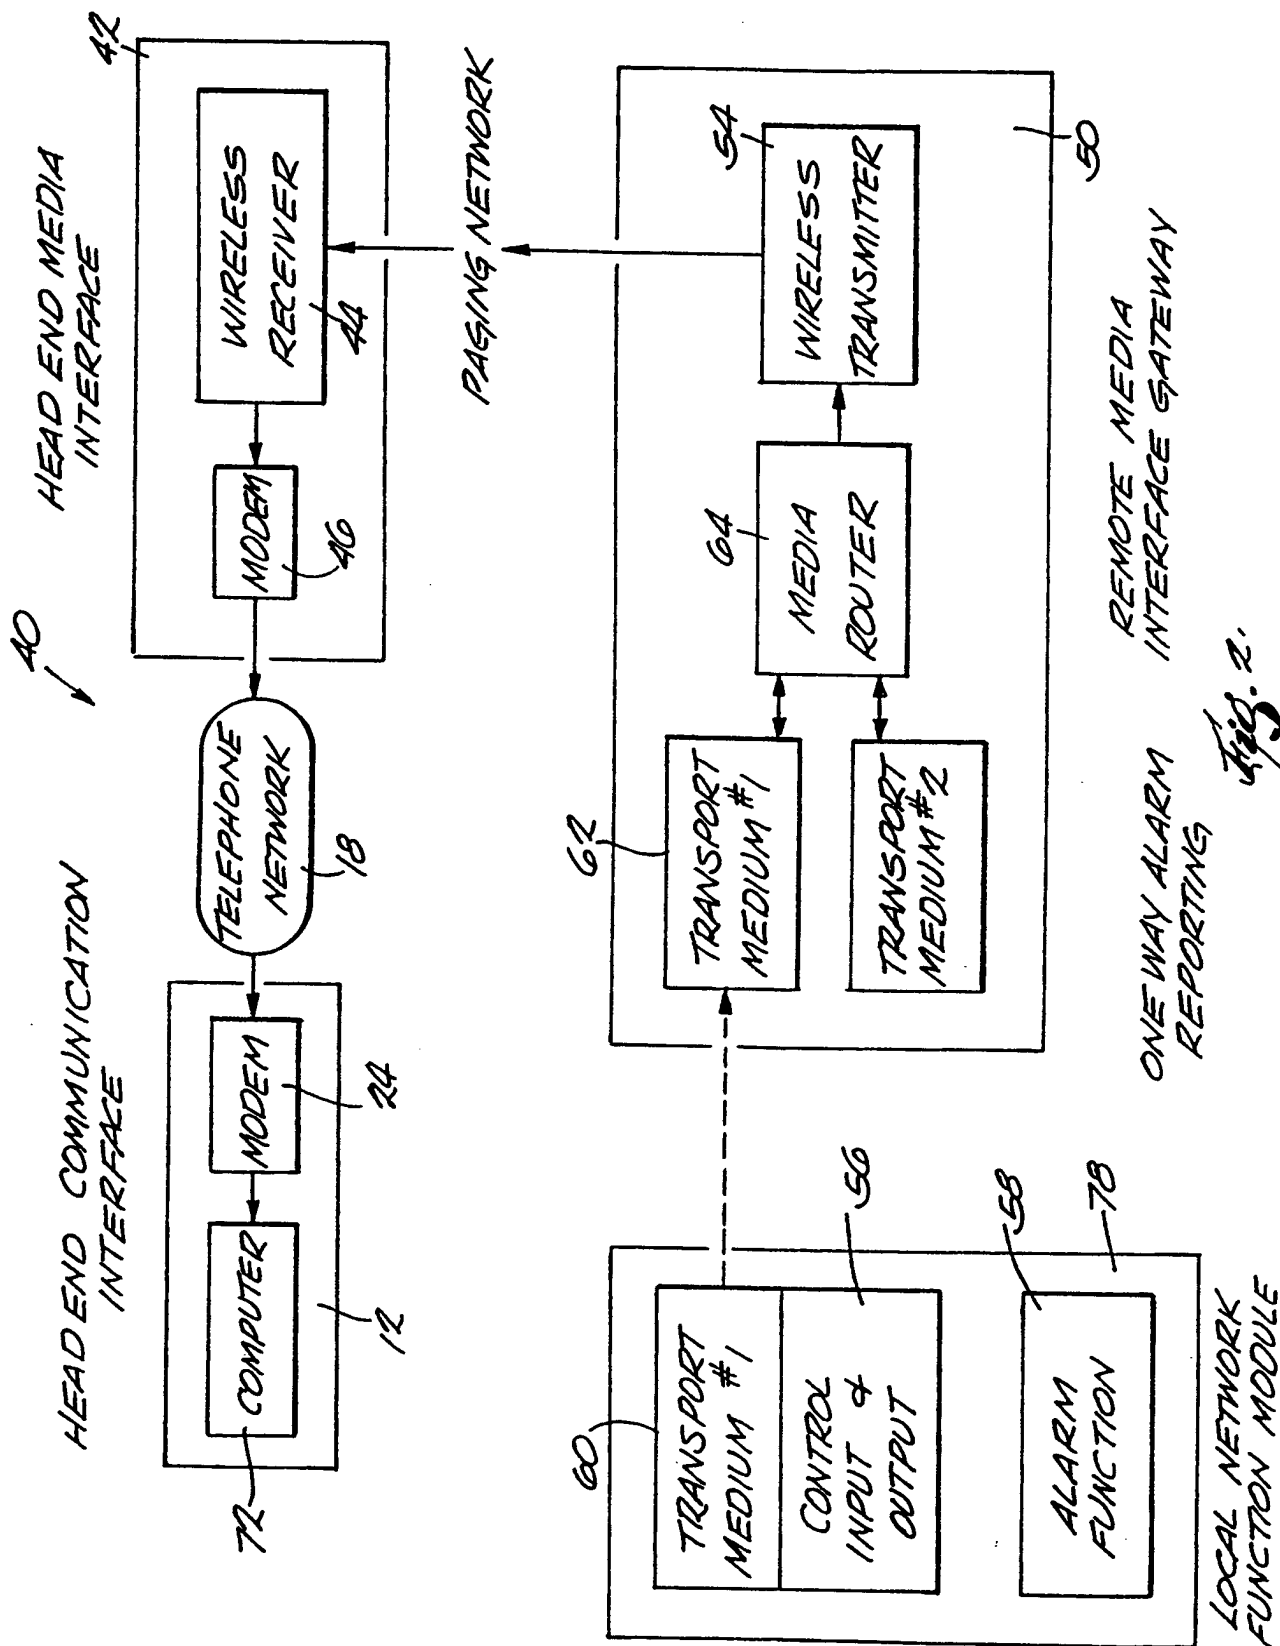 40
HEAD END COMMUNICATION
INTERFACE
HEAD END MEDIA
INTERFACE
42
72
COMPUTER
12
MODEM
24
TELEPHONE
NETWORK
18
MODEM
46
WIRELESS
RECEIVER
44
PAGING NETWORK
60
TRANSPORT
MEDIUM #1
CONTROL
INPUT &
OUTPUT
56
ALARM
FUNCTION
58
78
LOCAL NETWORK
FUNCTION MODULE
62
TRANSPORT
MEDIUM #1
TRANSPORT
MEDIUM #2
64
MEDIA
ROUTER
54
WIRELESS
TRANSMITTER
50
ONE WAY ALARM
REPORTING
REMOTE MEDIA
INTERFACE GATEWAY
Fig. 2.